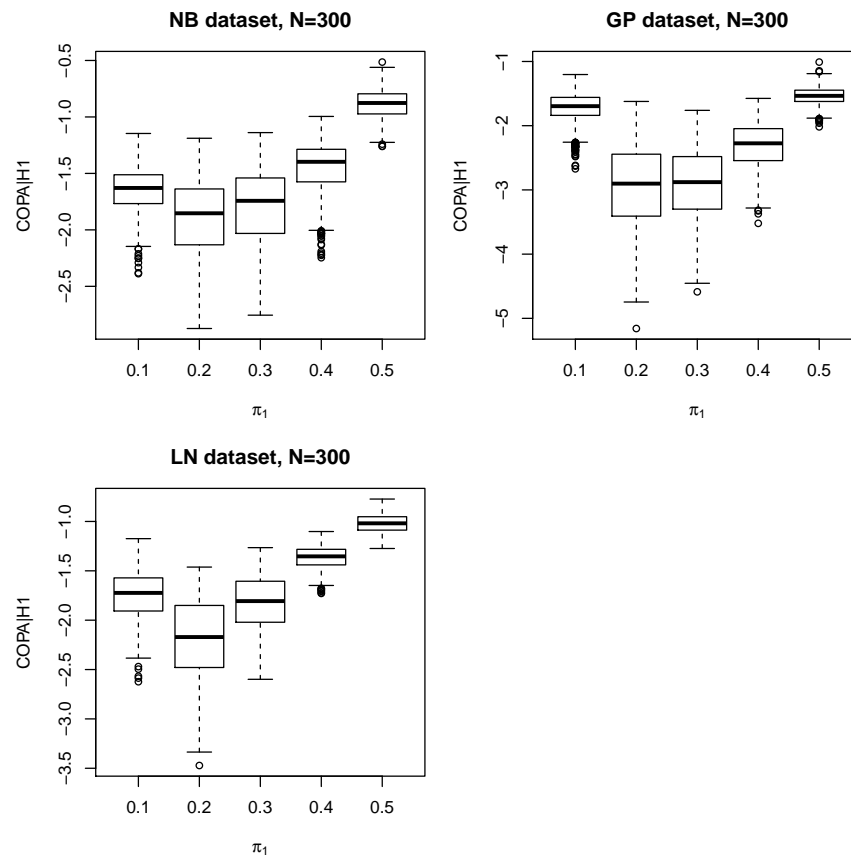 NB dataset, N=300
COPA|H1
−0.5
−1.0
−1.5
−2.0
−2.5
0.1 0.2 0.3 0.4 0.5
π1
GP dataset, N=300
COPA|H1
−1
−2
−3
−4
−5
0.1 0.2 0.3 0.4 0.5
π1
LN dataset, N=300
COPA|H1
−1.0
−1.5
−2.0
−2.5
−3.0
−3.5
0.1 0.2 0.3 0.4 0.5
π1